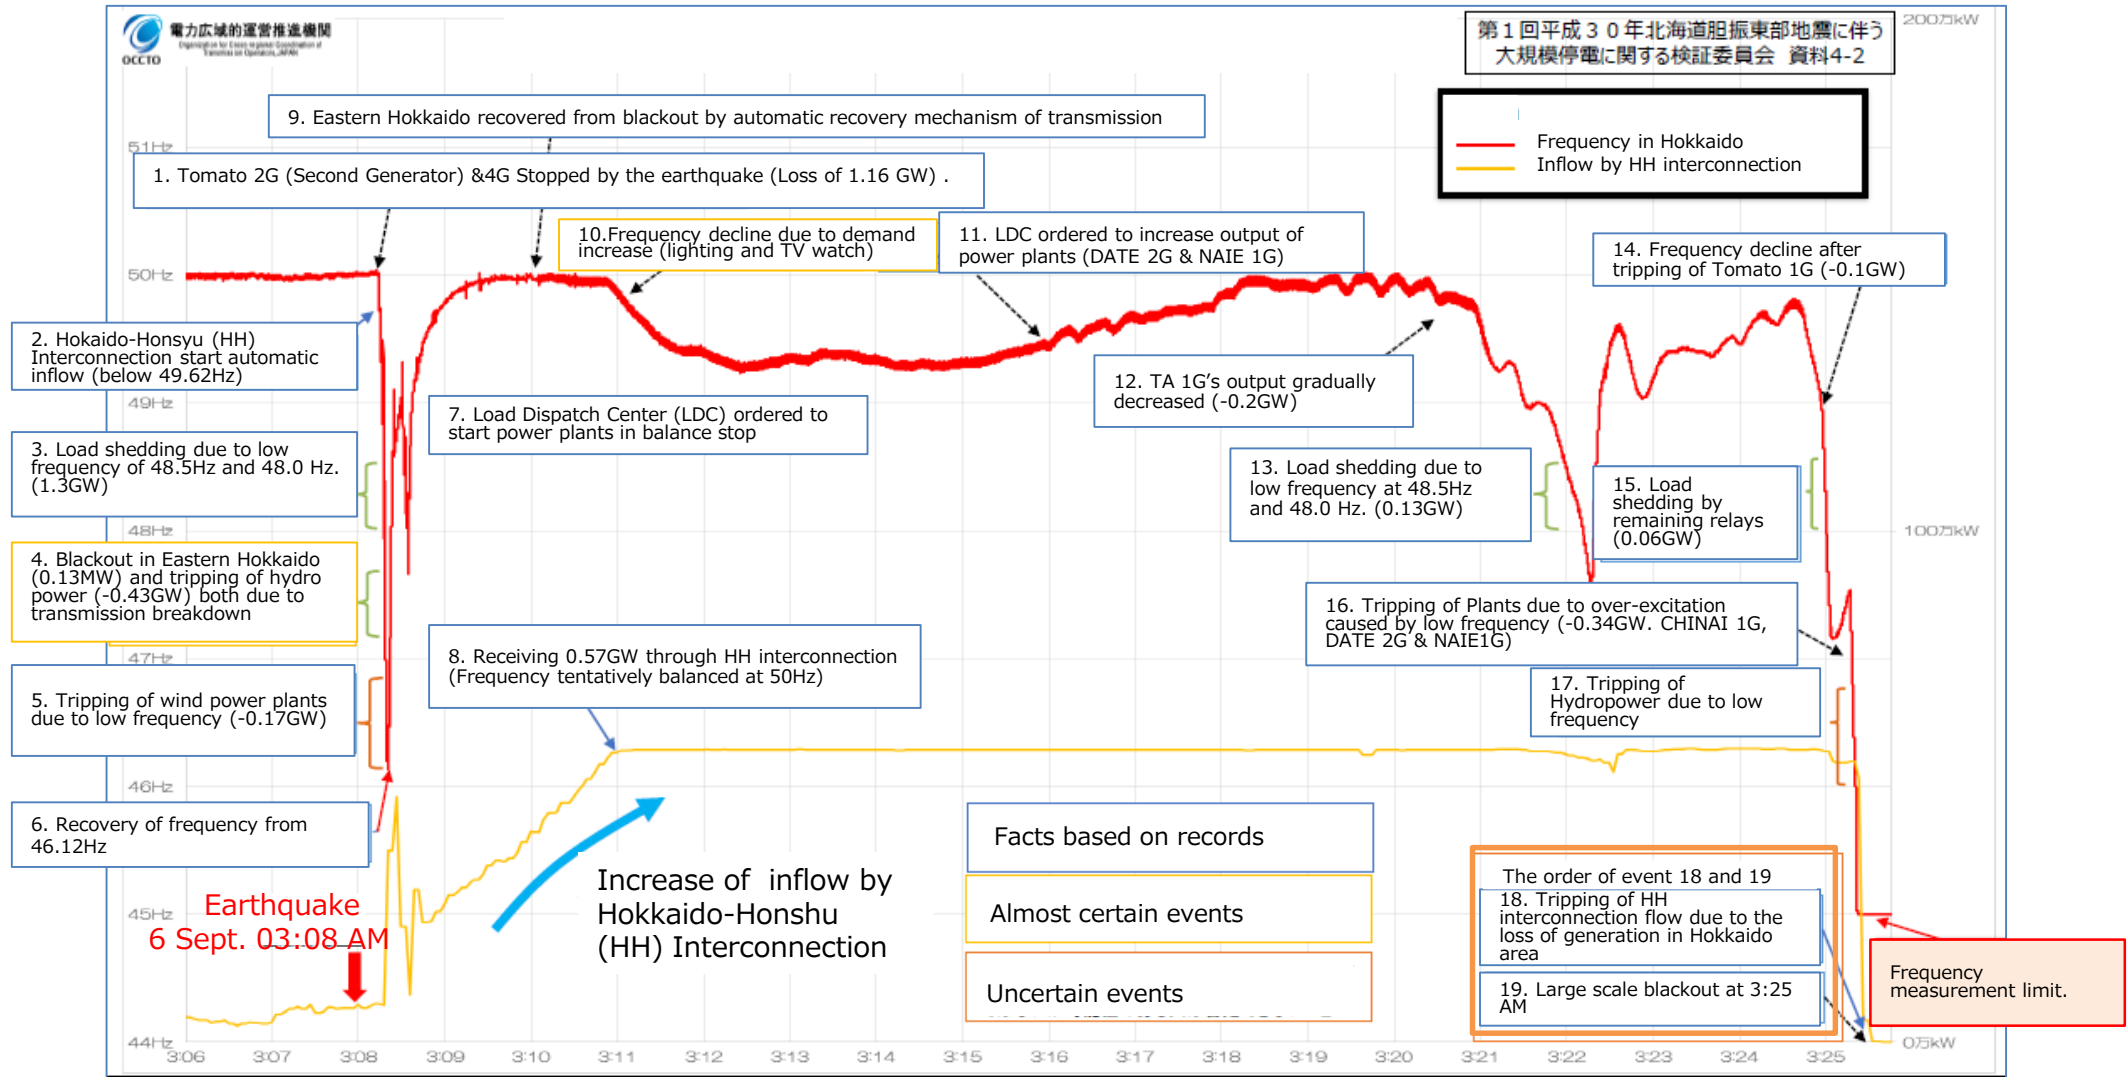 電力広域的運営推進機関
Organization for Cross-regional Coordination of
Transmission Operators, JAPAN
OCCTO
第1回平成30年北海道胆振東部地震に伴う
大規模停電に関する検証委員会 資料4-2
200万kW
Frequency in Hokkaido
Inflow by HH interconnection
9. Eastern Hokkaido recovered from blackout by automatic recovery mechanism of transmission
51Hz
1. Tomato 2G (Second Generator) &4G Stopped by the earthquake (Loss of 1.16 GW) .
10.Frequency decline due to demand
increase (lighting and TV watch)
11. LDC ordered to increase output of
power plants (DATE 2G & NAIE 1G)
14. Frequency decline after
tripping of Tomato 1G (-0.1GW)
50Hz
2. Hokaido-Honsyu (HH)
Interconnection start automatic
inflow (below 49.62Hz)
12. TA 1G's output gradually
decreased (-0.2GW)
49Hz
7. Load Dispatch Center (LDC) ordered to
start power plants in balance stop
3. Load shedding due to low
frequency of 48.5Hz and 48.0 Hz.
(1.3GW)
13. Load shedding due to
low frequency at 48.5Hz
and 48.0 Hz. (0.13GW)
15. Load
shedding by
remaining relays
(0.06GW)
48Hz
100万kW
4. Blackout in Eastern Hokkaido
(0.13MW) and tripping of hydro
power (-0.43GW) both due to
transmission breakdown
16. Tripping of Plants due to over-excitation
caused by low frequency (-0.34GW. CHINAI 1G,
DATE 2G & NAIE1G)
47Hz
8. Receiving 0.57GW through HH interconnection
(Frequency tentatively balanced at 50Hz)
5. Tripping of wind power plants
due to low frequency (-0.17GW)
17. Tripping of
Hydropower due to low
frequency
46Hz
6. Recovery of frequency from
46.12Hz
Facts based on records
Increase of inflow by
Hokkaido-Honshu
(HH) Interconnection
Almost certain events
Uncertain events
Earthquake
6 Sept. 03:08 AM
45Hz
The order of event 18 and 19
18. Tripping of HH
interconnection flow due to the
loss of generation in Hokkaido
area
19. Large scale blackout at 3:25
AM
Frequency
measurement limit.
44Hz
0万kW
3:06 3:07 3:08 3:09 3:10 3:11 3:12 3:13 3:14 3:15 3:16 3:17 3:18 3:19 3:20 3:21 3:22 3:23 3:24 3:25